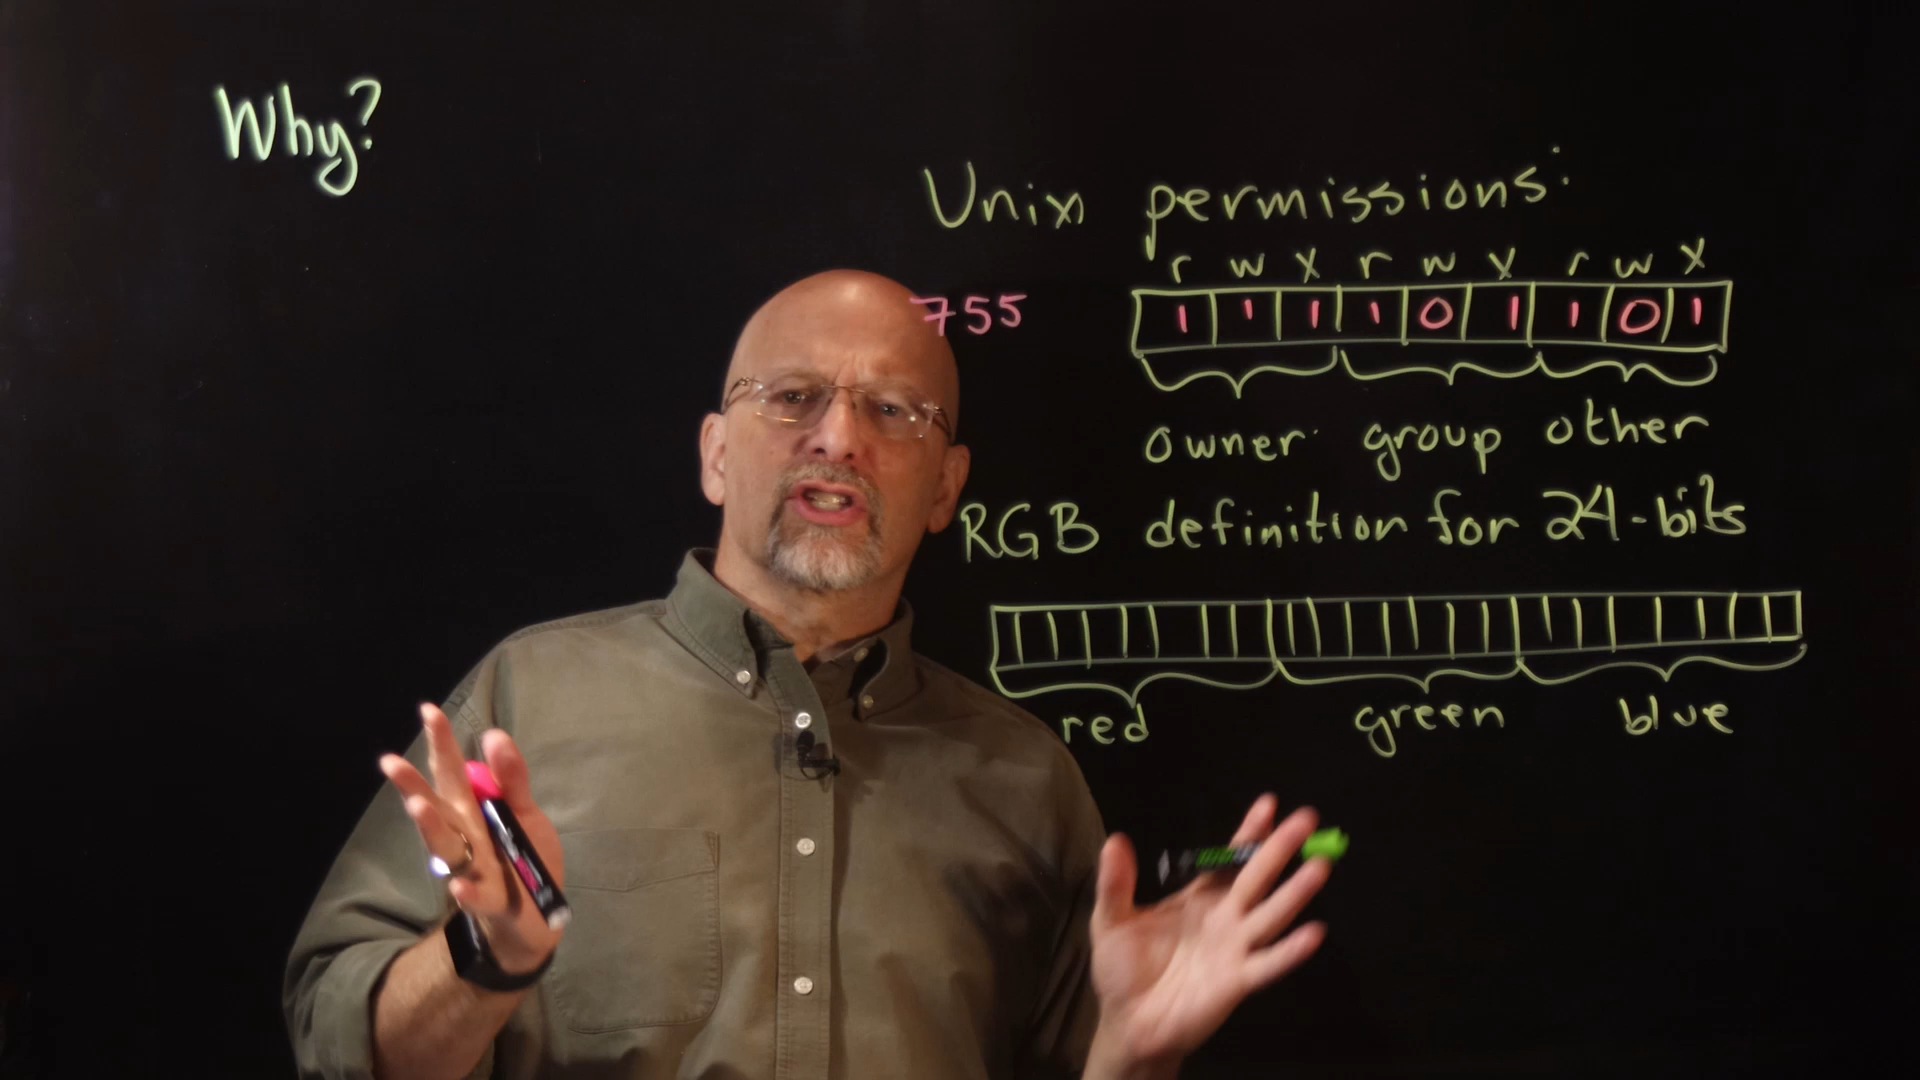 Why?
Unix permissions:
r w x r w x r w x
755 1 1 1 1 0 1 1 0 1
owner group other
RGB definition for 24-bits
red green blue